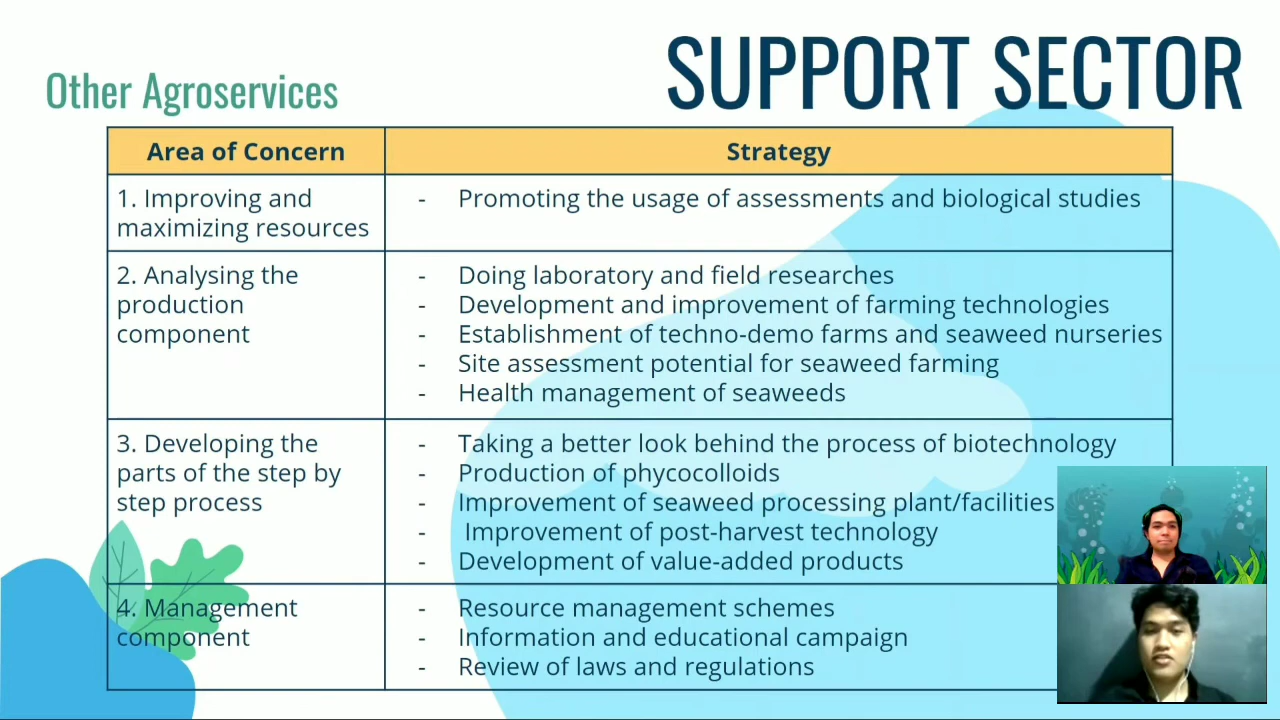 Other Agroservices
SUPPORT SECTOR
Area of Concern
Strategy
1. Improving and
maximizing resources
- Promoting the usage of assessments and biological studies
2. Analysing the
production
component
- Doing laboratory and field researches
- Development and improvement of farming technologies
- Establishment of techno-demo farms and seaweed nurseries
- Site assessment potential for seaweed farming
- Health management of seaweeds
3. Developing the
parts of the step by
step process
- Taking a better look behind the process of biotechnology
- Production of phycocolloids
- Improvement of seaweed processing plant/facilities
- Improvement of post-harvest technology
- Development of value-added products
4. Management
component
- Resource management schemes
- Information and educational campaign
- Review of laws and regulations